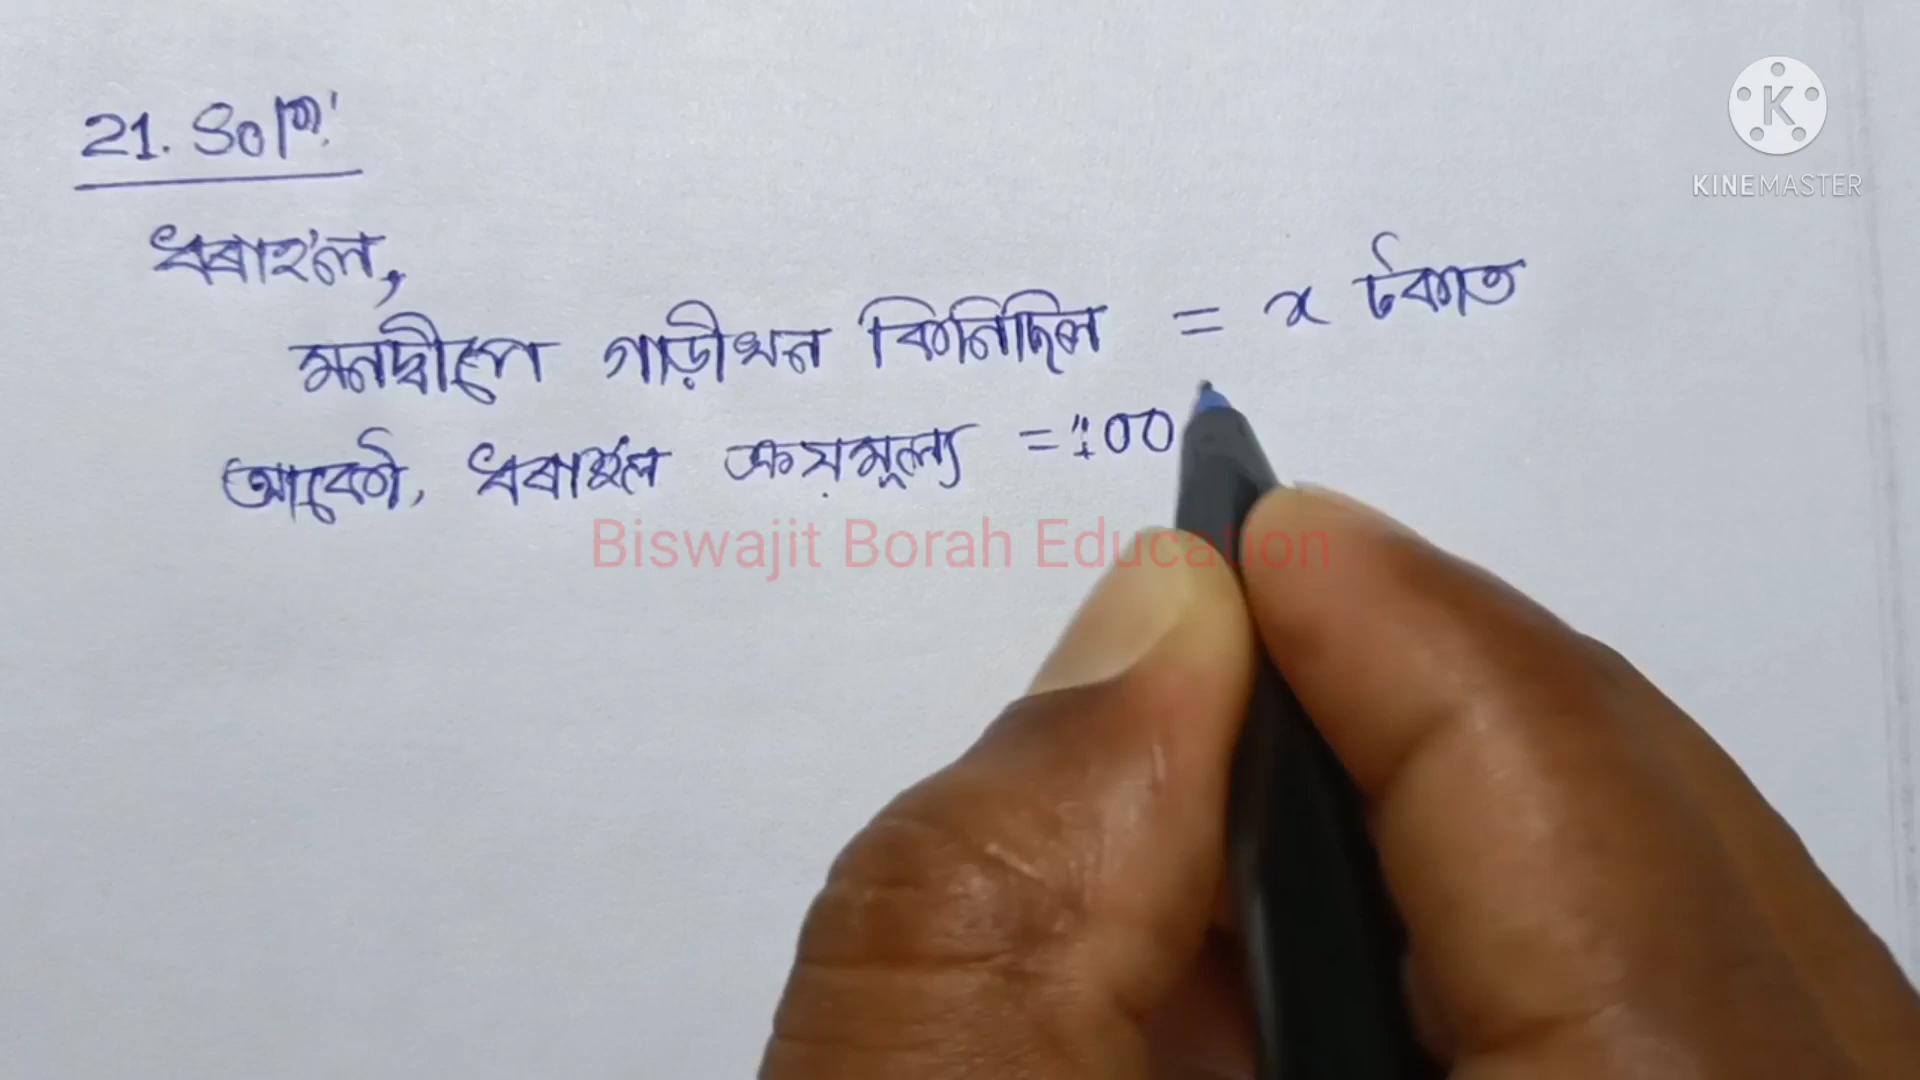 21. Solⁿ:
ধৰাহ'ল,
মনদ্বীপে গাড়ীখন কিনিছিল = x টকাত
আকৌ, ধৰাহ'ল ক্ৰয়মূল্য = 100
Biswajit Borah Education
K
KINEMASTER